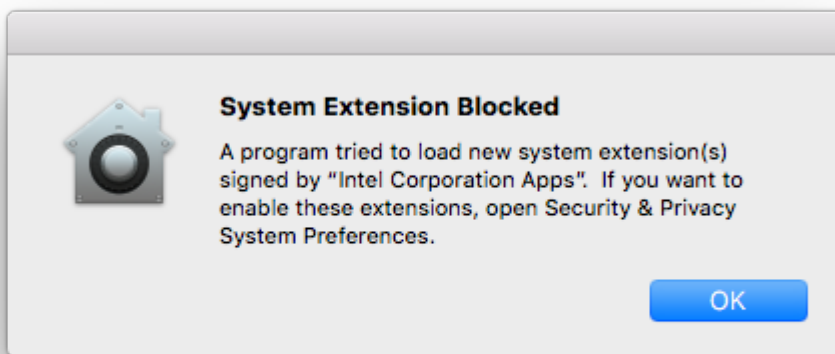 System Extension Blocked
A program tried to load new system extension(s)
signed by “Intel Corporation Apps”.  If you want to
enable these extensions, open Security & Privacy
System Preferences.
OK